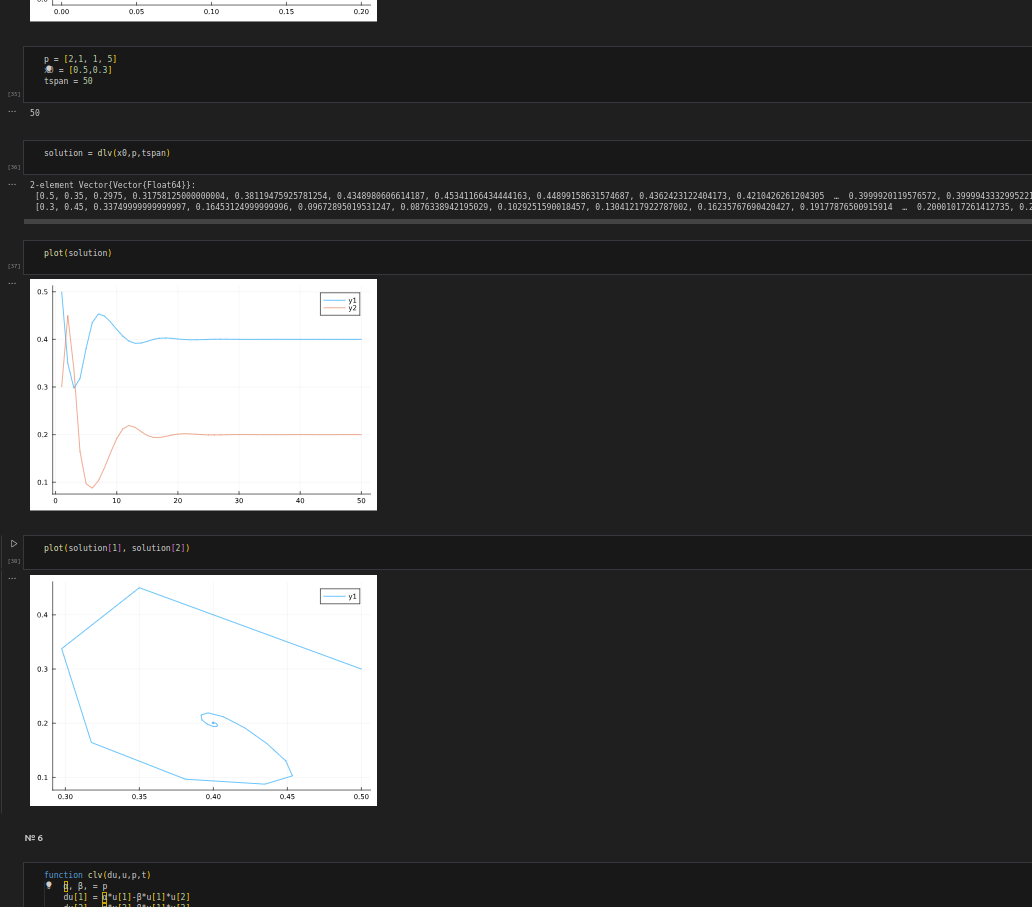 0.00 0.05 0.10 0.15 0.20
p = [2,1, 1, 5]
= [0.5,0.3]
tspan = 50
[35]
... 50
solution = dlv(x0,p,tspan)
[36]
... 2-element Vector{Vector{Float64}}:
[0.5, 0.35, 0.2975, 0.31758125000000004, 0.381194759257812​54, 0.4348980606614187, 0.45341166434444163, 0.44899158631574687, 0.4362423122404173, 0.4210426261204305 … 0.3999920119576572, 0.399994333299522
[0.3, 0.45, 0.33749999999999997, 0.16453124999999996, 0.09672895019531247, 0.0876338942195029, 0.1029251590018457, 0.13041217922787002, 0.16235767690420427, 0.19177876500915914 … 0.20001017261412735, 0.2
plot(solution)
[37]
...
y1
y2
0.5
0.4
0.3
0.2
0.1
0 10 20 30 40 50
plot(solution[1], solution[2])
[38]
...
y1
0.4
0.3
0.2
0.1
0.30 0.35 0.40 0.45 0.50
№ 6
function clv(du,u,p,t)
, β, = p
du[1] = *u[1]-β*u[1]*u[2]